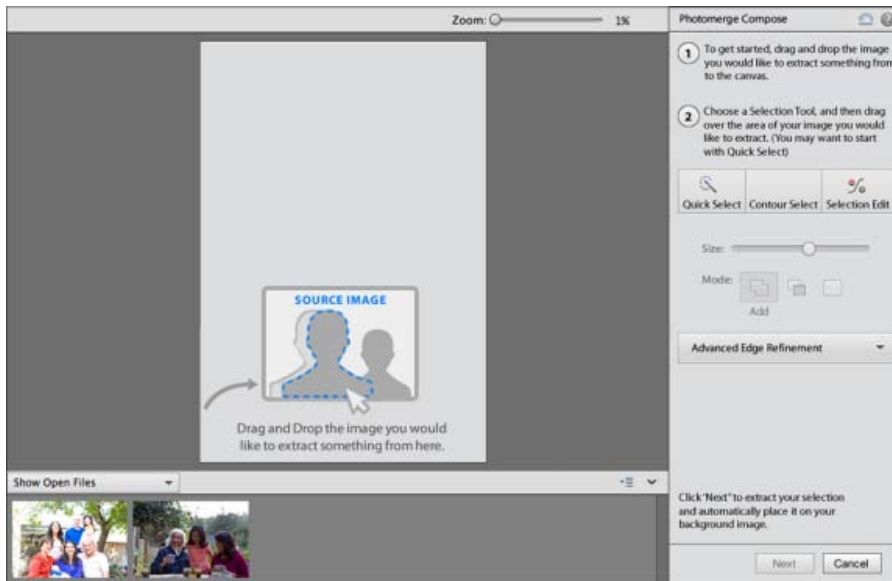 Zoom:
1%
Photomerge Compose
1
To get started, drag and drop the image
you would like to extract something from
to the canvas.
2
Choose a Selection Tool, and then drag
over the area of your image you would
like to extract. (You may want to start
with Quick Select)
Quick Select
Contour Select
Selection Edit
Size:
Mode:
Add
Advanced Edge Refinement
SOURCE IMAGE
Drag and Drop the image you would
like to extract something from here.
Show Open Files
Click "Next" to extract your selection
and automatically place it on your
background image.
Next
Cancel